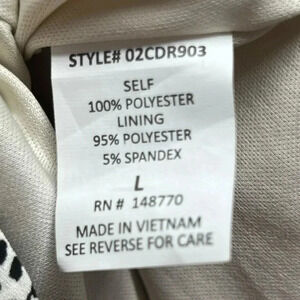 STYLE# 02CDR903
SELF
100% POLYESTER
LINING
95% POLYESTER
5% SPANDEX
L
RN # 148770
MADE IN VIETNAM
SEE REVERSE FOR CARE